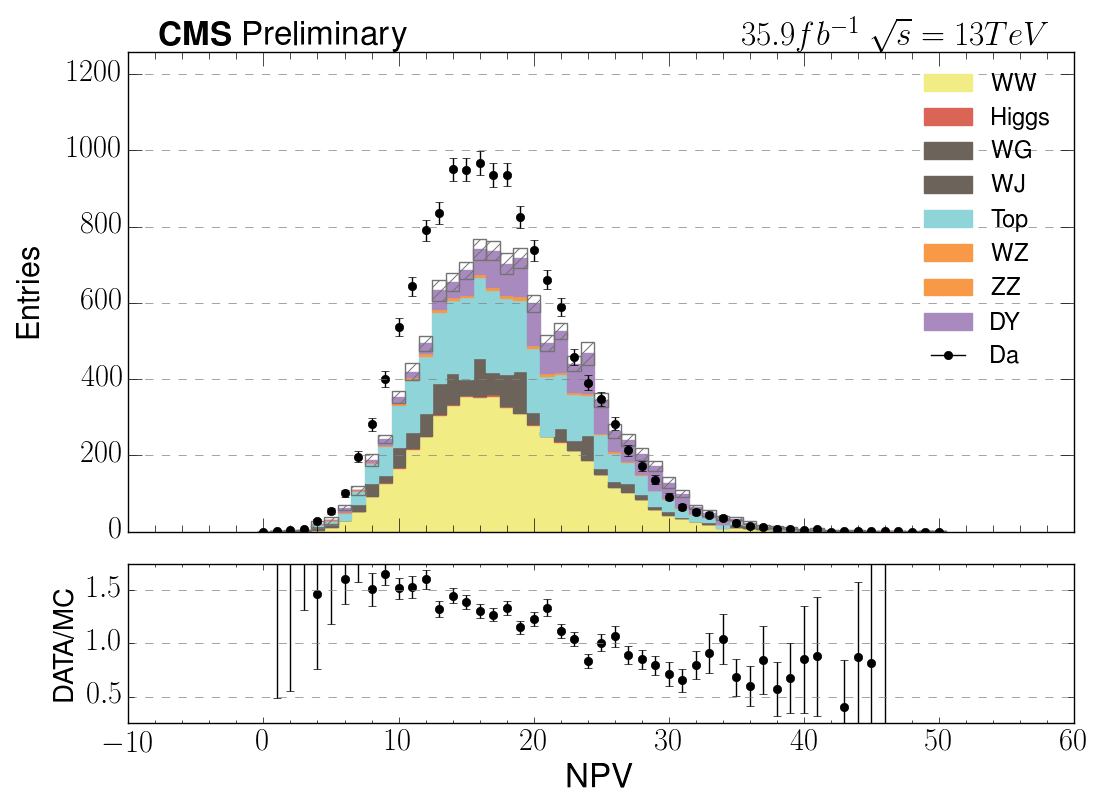 CMS Preliminary 35.9fb⁻¹ √s = 13TeV
1200
1000
800
600
400
200
0
Entries
WW
Higgs
WG
WJ
Top
WZ
ZZ
DY
Da
1.5
1.0
0.5
DATA/MC
−10 0 10 20 30 40 50 60
NPV